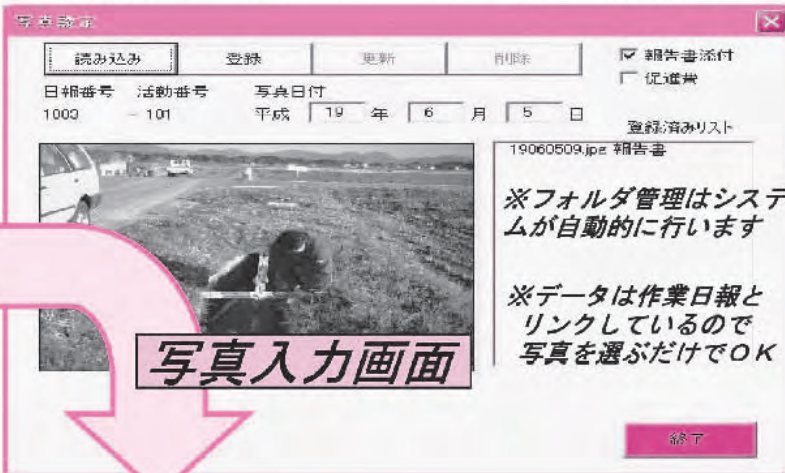 写真設定
読み込み 登録 更新 削除
報告書添付
促進費
日報番号 活動番号 写真日付
1003 - 101 平成 19 年 6 月 5 日
登録済みリスト
19060509.jpg 報告書
※フォルダ管理はシステ
ムが自動的に行います
※データは作業日報と
リンクしているので
写真を選ぶだけでOK
写真入力画面
終了